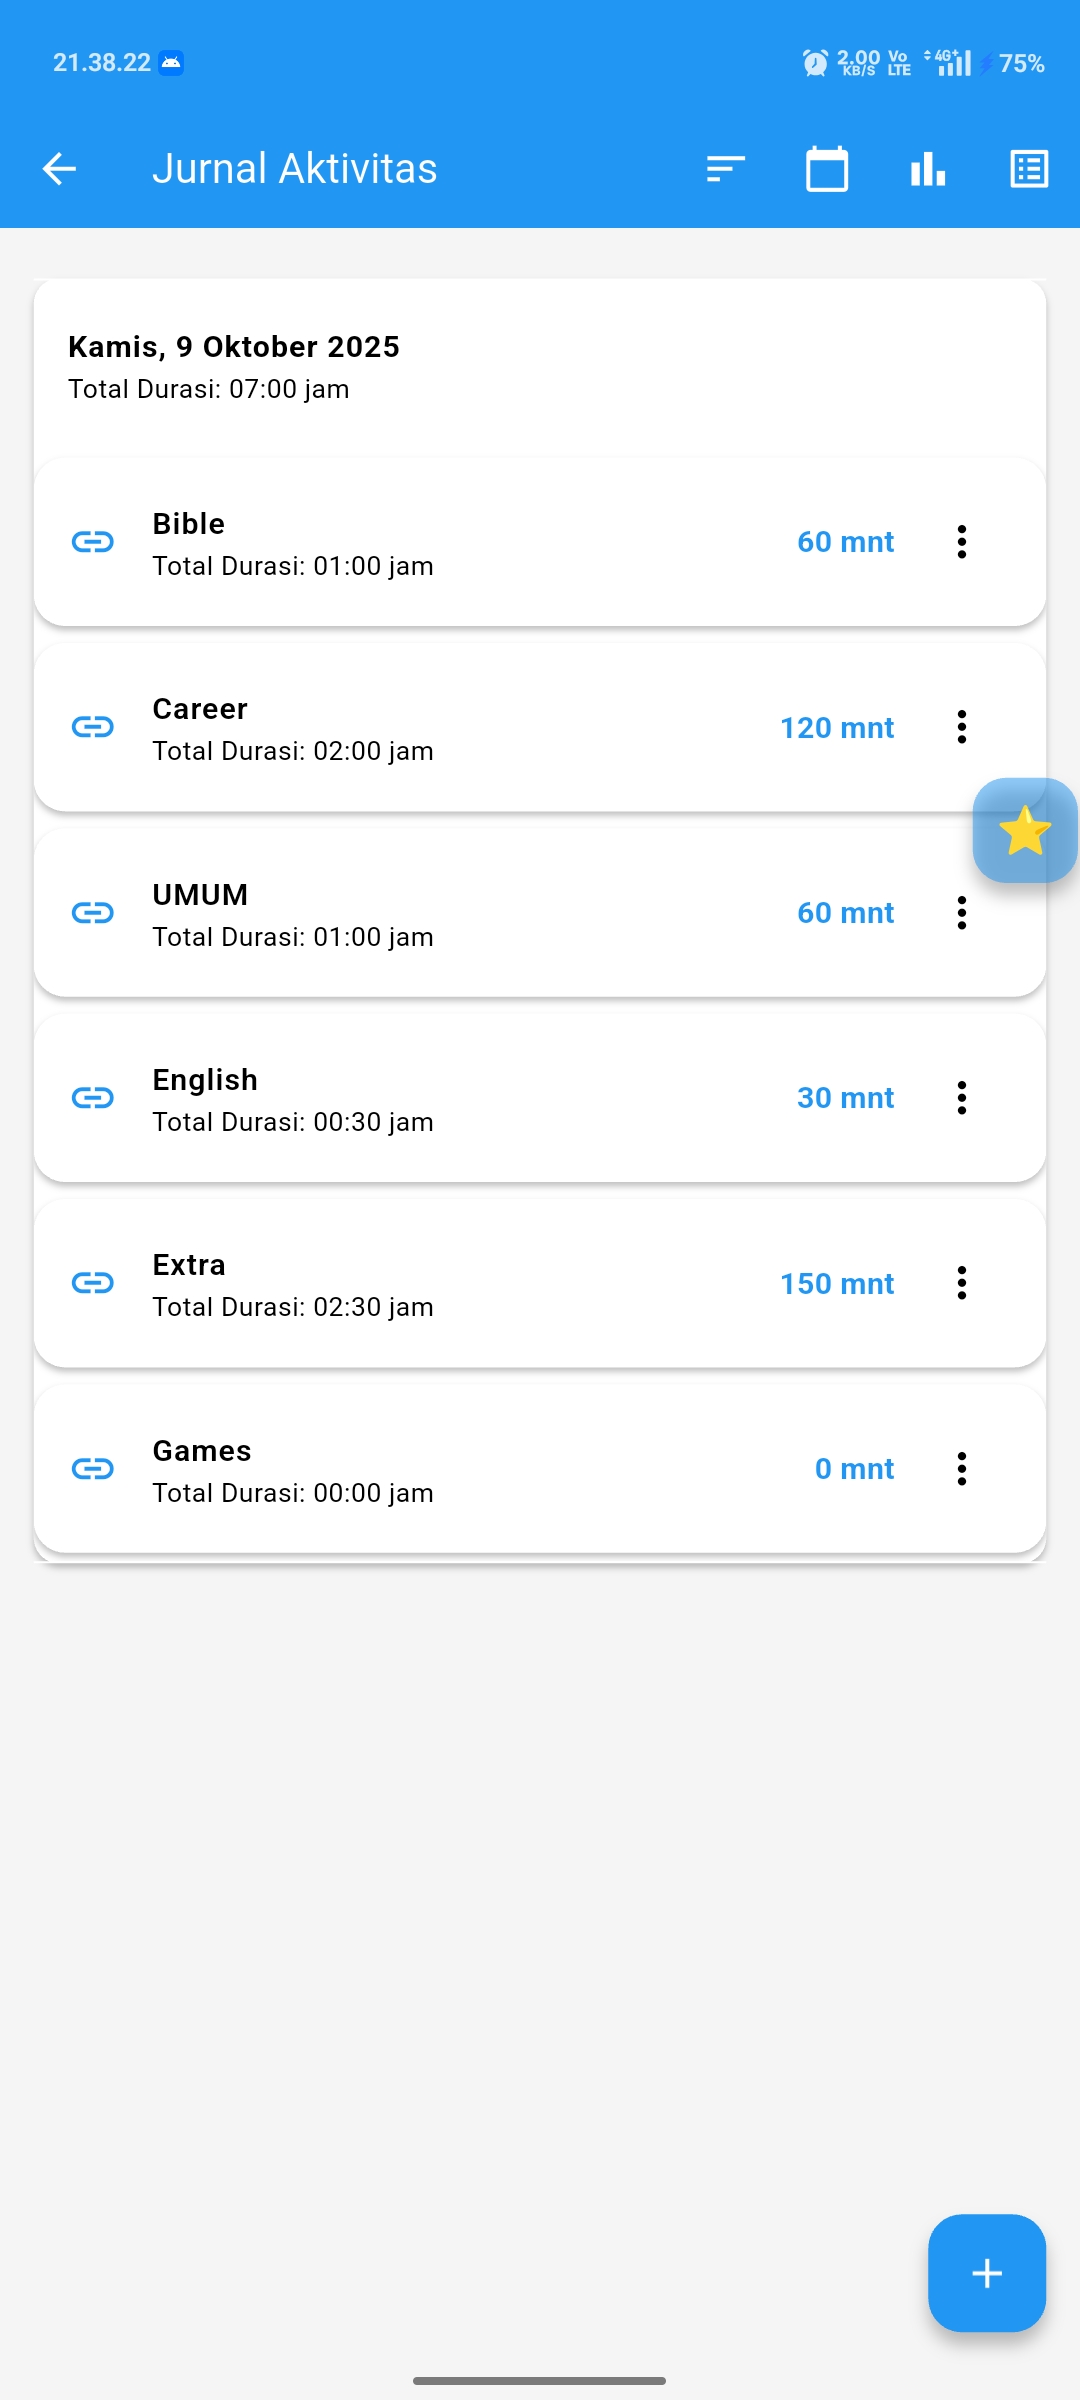 21.38.22 2.00 KB/S Vo LTE 4G+ 75%
Jurnal Aktivitas
Kamis, 9 Oktober 2025
Total Durasi: 07:00 jam
Bible
Total Durasi: 01:00 jam
60 mnt
Career
Total Durasi: 02:00 jam
120 mnt
UMUM
Total Durasi: 01:00 jam
60 mnt
English
Total Durasi: 00:30 jam
30 mnt
Extra
Total Durasi: 02:30 jam
150 mnt
Games
Total Durasi: 00:00 jam
0 mnt